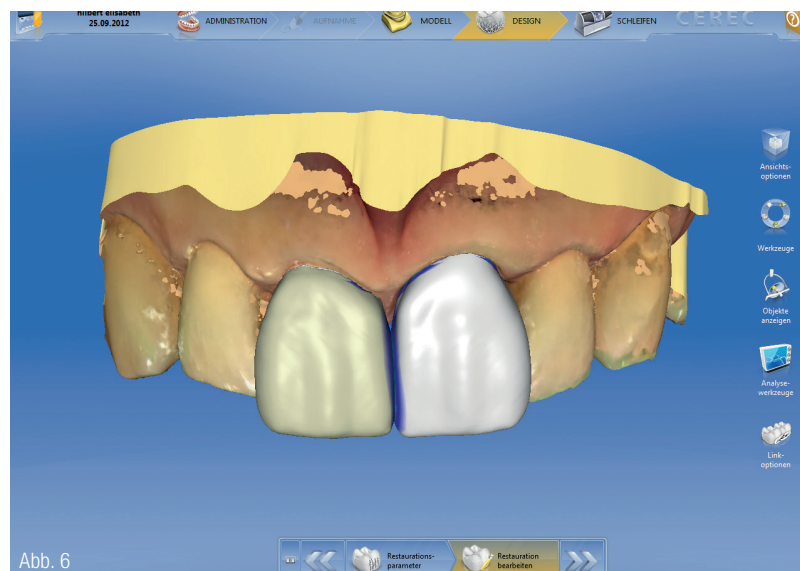 hilbert elisabeth
25.09.2012
ADMINISTRATION
AUFNAHME
MODELL
DESIGN
SCHLEIFEN
CEREC
?
Ansichts-
optionen
Werkzeuge
Objekte
anzeigen
Analyse-
werkzeuge
Link-
optionen
Restaurations-
parameter
Restauration
bearbeiten
Abb. 6